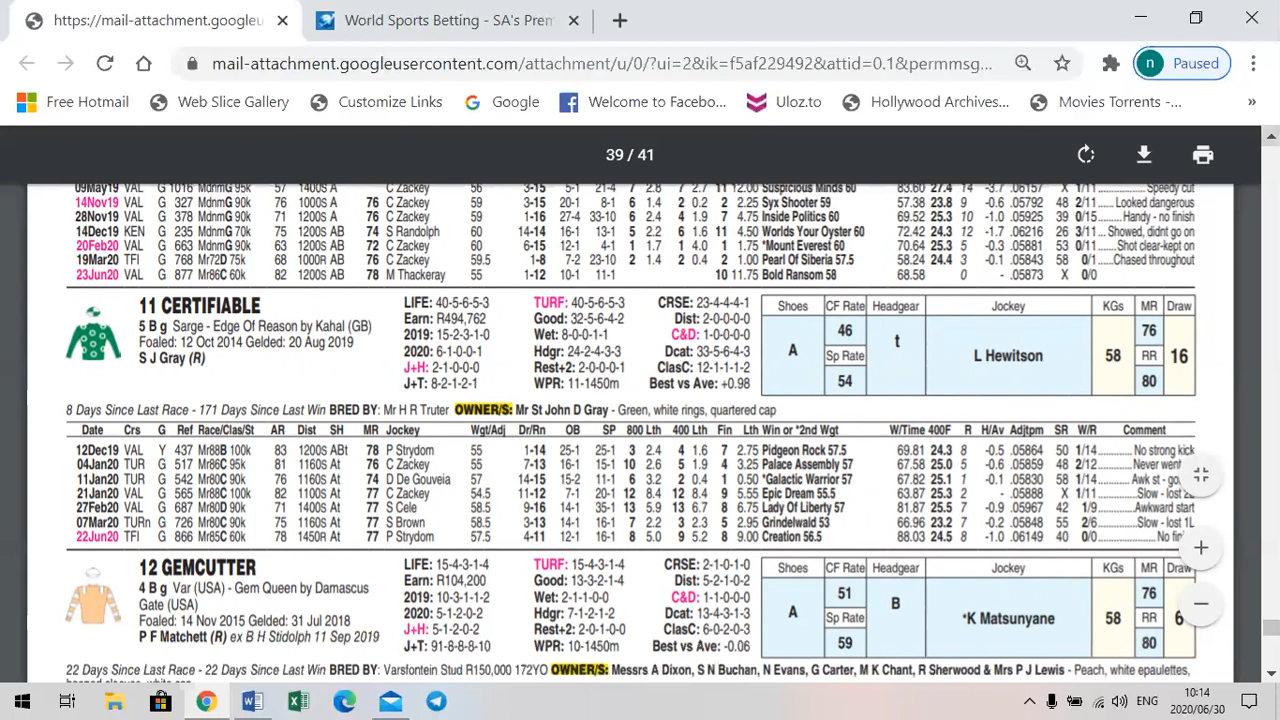 https://mail-attachment.googleu
World Sports Betting - SA's Prem
mail-attachment.googleusercontent.com/attachment/u/0/?ui=2&ik=f5af229492&attid=0.1&permmsg...
n Paused
Free Hotmail Web Slice Gallery Customize Links Google Welcome to Facebo... Uloz.to Hollywood Archives... Movies Torrents -... »
39 / 41
09May19 VAL G 1016 MdnmG 95k 57 1400S A C Zackey 56 3-15 5-1 21-4 7 2.8 7 2.7 11 12.00 Suspicious Minds 60 83.60 27.4 14 -3.7 .06157 X 1/11 Speedy cut
14Nov19 VAL G 327 MdnmG 90k 76 1000S A 76 C Zackey 59 3-15 9-1 8-1 6 1.4 2 0.2 2 2.00 Syx Shooter 59 57.38 23.8 9 -0.6 .05792 48 2/11 Looked dangerous
28Nov19 VAL G 378 MdnmG 90k 71 1200S A 76 C Zackey 59 1-16 27-4 33-10 6 2.4 4 1.9 7 4.75 Inside Politics 60 69.52 25.3 10 -1.0 .05925 39 0/15 Handy - no finish
14Dec19 KEN G 235 MdnmG 70k 75 1200S AB 74 S Randolph 60 14-14 16-1 13-1 5 2.2 6 1.6 11 4.50 Worlds Your Oyster 60 72.42 24.3 12 -1.7 .06216 26 3/11 Showed, didnt go on
20Feb20 VAL G 663 MdnmG 90k 63 1200S AB 72 C Zackey 60 6-15 12-1 4-1 1 1.7 1 4.0 1 1.75 *Mount Everest 60 70.64 25.3 5 -0.3 .05881 53 0/11 Shot clear-kept on
19Mar20 TFI G 768 Mr72D 75k 68 1000R AB 76 C Zackey 59.5 1-8 7-2 23-10 2 1.4 2 0.4 2 1.00 Pearl Of Siberia 57.5 58.24 24.4 3 -0.1 .05843 58 0/1 Chased throughout
23Jun20 VAL G 877 Mr86C 60k 82 1200S AB 78 M Thackeray 55 1-12 10-1 11-1 10 11.75 Bold Ransom 58 68.58 0 - .05873 X 0/0
11 CERTIFIABLE
5 B g Sarge - Edge Of Reason by Kahal (GB)
Foaled: 12 Oct 2014 Gelded: 20 Aug 2019
S J Gray (R)
LIFE: 40-5-6-5-3 TURF: 40-5-6-5-3 CRSE: 23-4-4-4-1
Earn: R494,762 Good: 32-5-6-4-2 Dist: 2-0-0-0-0
2019: 15-2-3-1-0 Wet: 8-0-0-1-1 C&D: 1-0-0-0-0
2020: 6-1-0-0-1 Hdgr: 24-2-4-3-3 Dcat: 33-5-6-4-3
J+H: 2-1-0-0-0 Rest+2: 2-0-0-0-1 ClasC: 12-1-1-1-2
J+T: 8-2-1-2-1 WPR: 11-1450m Best vs Ave: +0.98
Shoes CF Rate Headgear Jockey KGs MR Draw
A 46 t L Hewitson 58 76 16
Sp Rate RR
54 80
8 Days Since Last Race - 171 Days Since Last Win BRED BY: Mr H R Truter OWNER/S: Mr St John D Gray - Green, white rings, quartered cap
Date Crs G Ref Race/Clas/St AR Dist SH MR Jockey Wgt/Adj Dr/Rn OB SP 800 Lth 400 Lth Fin Lth Win or *2nd Wgt W/Time 400F R H/Av Adjtpm SR W/R Comment
12Dec19 VAL Y 437 Mr88B 100k 83 1200S ABt 78 P Strydom 55 1-14 25-1 25-1 3 2.4 4 1.6 7 2.75 Pidgeon Rock 57.5 69.81 24.3 8 -0.5 .05864 50 1/14 No strong kick
04Jan20 TUR G 517 Mr96C 95k 81 1160S At 76 C Zackey 55 7-13 16-1 15-1 10 2.6 5 1.9 4 3.25 Palace Assembly 57 67.58 25.0 5 -0.6 .05859 48 2/12 Never went
11Jan20 TUR G 542 Mr80C 90k 74 1160S At 74 D De Gouveia 57 14-15 15-2 11-1 6 3.2 2 0.4 1 0.50 *Galactic Warrior 57 67.82 25.1 1 -0.1 .05830 58 1/14 Awk st - go
21Jan20 VAL G 565 Mr88C 100k 82 1100S At 77 C Zackey 54.5 11-12 7-1 20-1 12 8.4 12 8.4 9 5.55 Epic Dream 55.5 63.87 25.3 2 - .05888 X 1/11 Slow - lost 2
27Feb20 VAL G 687 Mr80D 90k 71 1400S At 77 S Cele 58.5 9-16 14-1 35-1 13 5.9 13 6.7 8 6.75 Lady Of Liberty 57 81.87 25.5 7 -0.9 .05967 42 1/9 Awkward start
07Mar20 TURn G 726 Mr80C 90k 75 1160S At 77 S Brown 58.5 3-13 14-1 16-1 7 2.2 3 2.3 5 2.95 Grindelwald 53 66.96 23.2 7 -0.2 .05848 55 2/6 Slow - lost 1L
22Jun20 TFI G 866 Mr85C 60k 78 1450R At 77 P Strydom 57.5 4-11 12-1 16-1 8 5.0 9 5.2 8 9.00 Creation 56.5 88.03 24.5 8 -1.0 .06149 40 0/0 No fini
12 GEMCUTTER
4 B g Var (USA) - Gem Queen by Damascus
Gate (USA)
Foaled: 14 Nov 2015 Gelded: 31 Jul 2018
P F Matchett (R) ex B H Stidolph 11 Sep 2019
LIFE: 15-4-3-1-4 TURF: 15-4-3-1-4 CRSE: 2-1-0-1-0
Earn: R104,200 Good: 13-3-2-1-4 Dist: 5-2-1-0-2
2019: 10-3-1-1-2 Wet: 2-1-1-0-0 C&D: 1-1-0-0-0
2020: 5-1-2-0-2 Hdgr: 7-1-2-1-2 Dcat: 13-4-3-1-3
J+H: 5-1-2-0-2 Rest+2: 2-0-1-0-0 ClasC: 6-0-2-0-3
J+T: 91-8-8-8-10 WPR: 10-1450m Best vs Ave: -0.06
Shoes CF Rate Headgear Jockey KGs MR Draw
A 51 B *K Matsunyane 58 76 6
Sp Rate RR
59 80
22 Days Since Last Race - 22 Days Since Last Win BRED BY: Varsfontein Stud R150,000 172YO OWNER/S: Messrs A Dixon, S N Buchan, N Evans, G Carter, M K Chant, R Sherwood & Mrs P J Lewis - Peach, white epaulettes,
ENG 10:14
2020/06/30